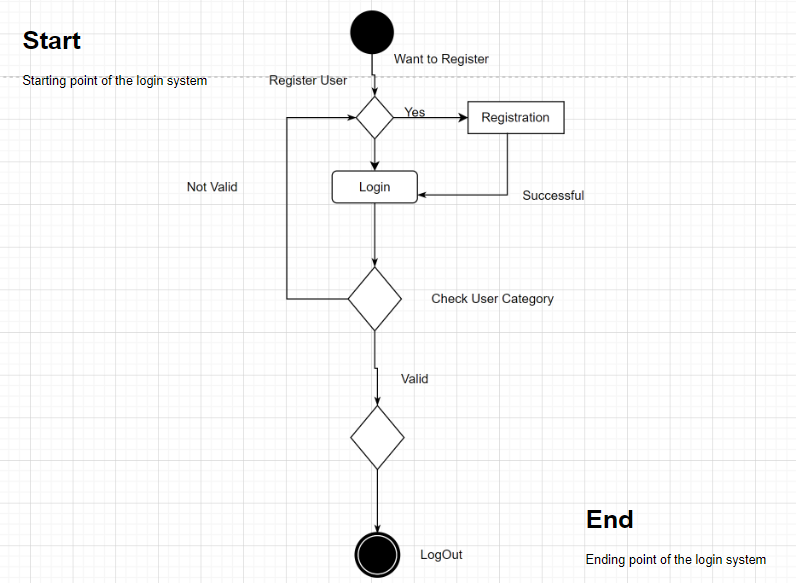 Start
Want to Register
Starting point of the login system
Register User
Yes
Registration
Not Valid
Login
Successful
Check User Category
Valid
End
LogOut
Ending point of the login system